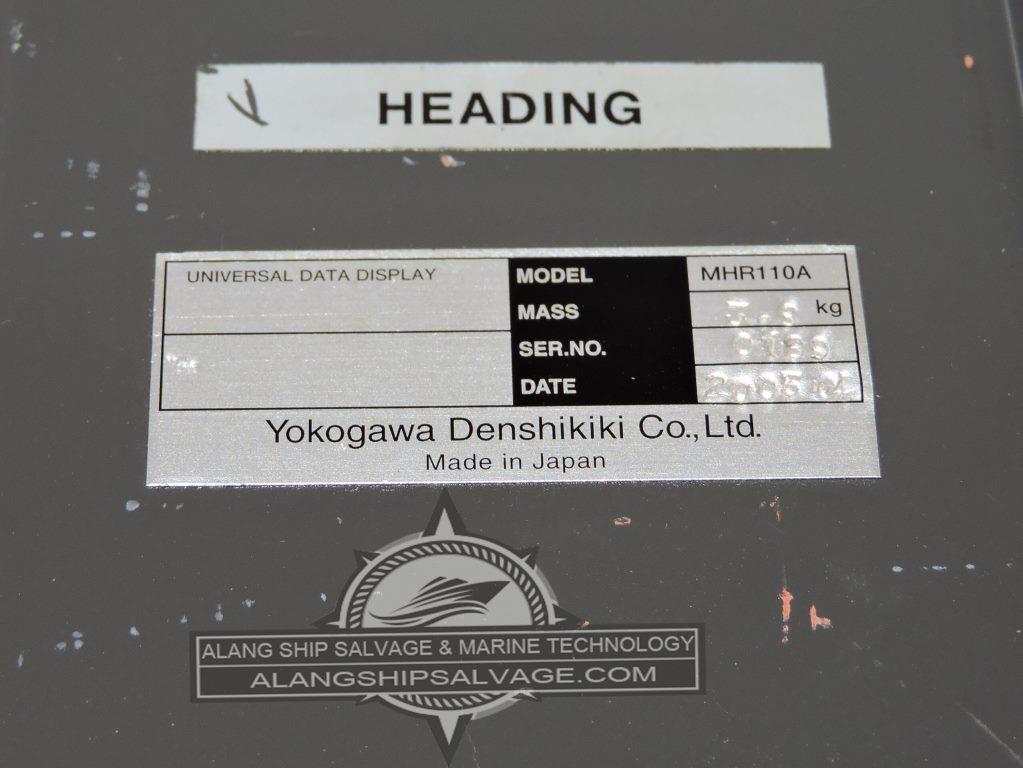 HEADING
UNIVERSAL DATA DISPLAY
MODEL MHR110A
MASS kg
SER.NO.
DATE
Yokogawa Denshikiki Co.,Ltd.
Made in Japan
ALANG SHIP SALVAGE & MARINE TECHNOLOGY
ALANGSHIPSALVAGE.COM